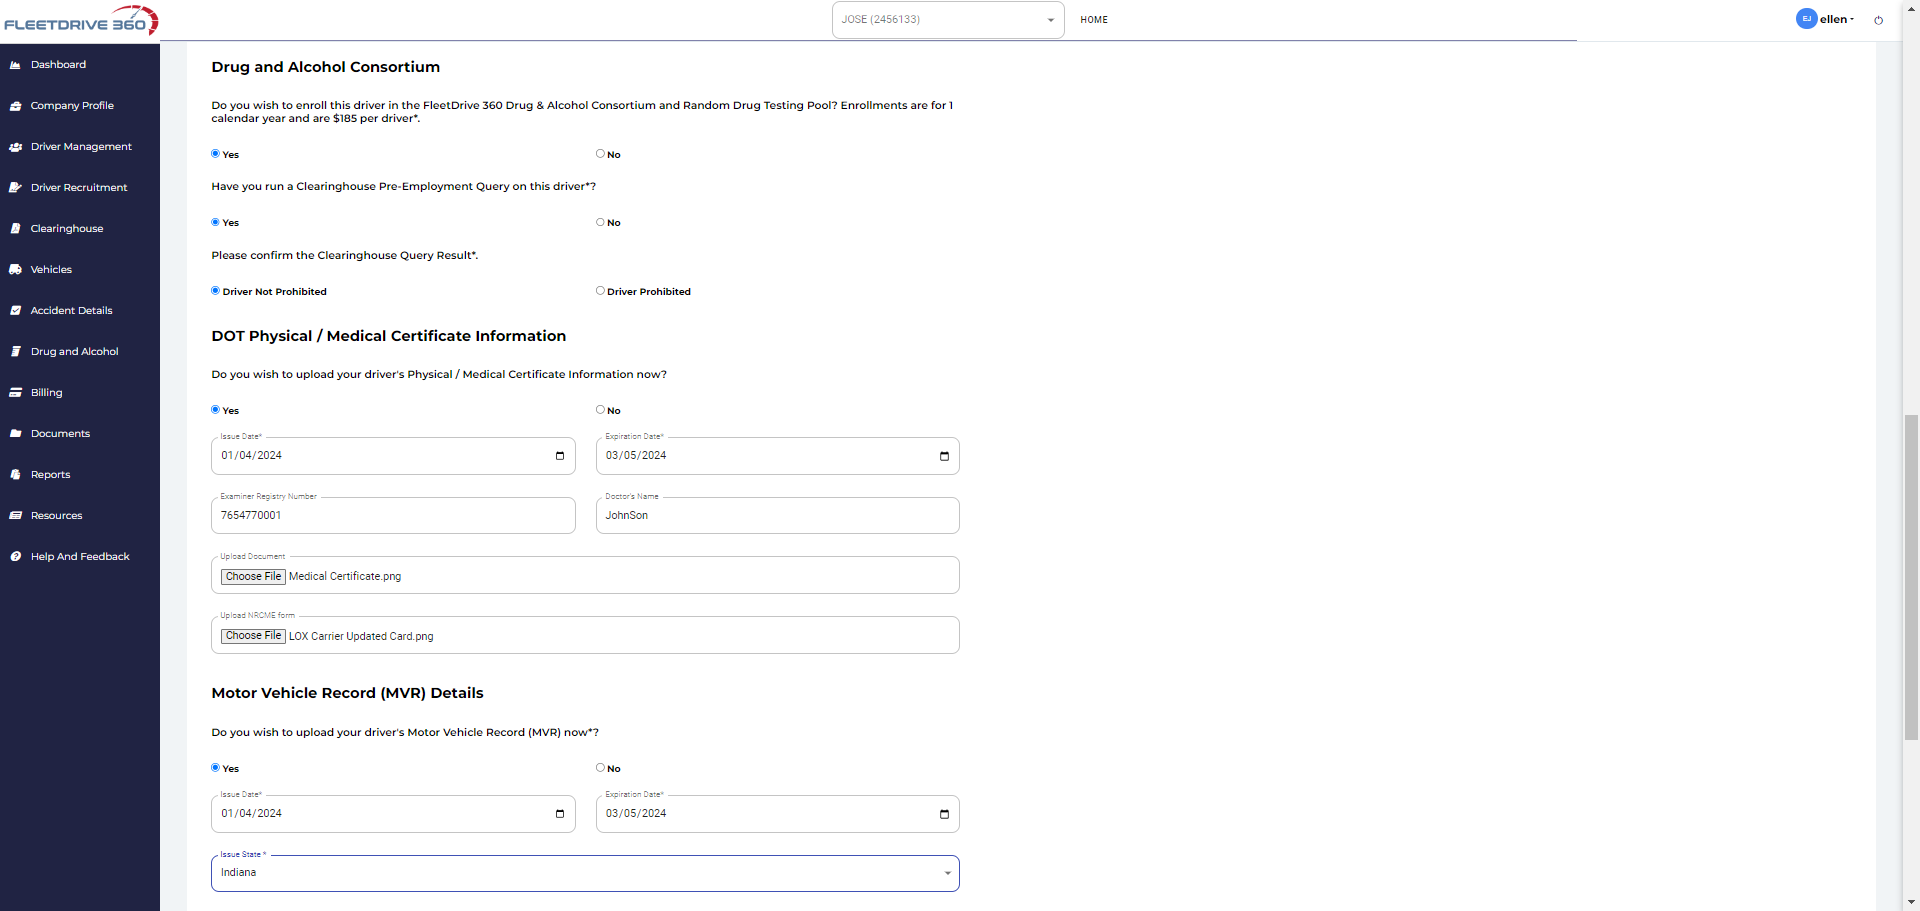 FLEETDRIVE 360
JOSE (2456133)
HOME
EJ
ellen
Dashboard
Company Profile
Driver Management
Driver Recruitment
Clearinghouse
Vehicles
Accident Details
Drug and Alcohol
Billing
Documents
Reports
Resources
Help And Feedback
Drug and Alcohol Consortium
Do you wish to enroll this driver in the FleetDrive 360 Drug & Alcohol Consortium and Random Drug Testing Pool? Enrollments are for 1
calendar year and are $185 per driver*.
Yes No
Have you run a Clearinghouse Pre-Employment Query on this driver*?
Yes No
Please confirm the Clearinghouse Query Result*.
Driver Not Prohibited Driver Prohibited
DOT Physical / Medical Certificate Information
Do you wish to upload your driver's Physical / Medical Certificate Information now?
Yes No
Issue Date* Expiration Date*
01/04/2024 03/05/2024
Examiner Registry Number Doctor's Name
7654770001 JohnSon
Upload Document
Choose File Medical Certificate.png
Upload NRCME form
Choose File LOX Carrier Updated Card.png
Motor Vehicle Record (MVR) Details
Do you wish to upload your driver's Motor Vehicle Record (MVR) now*?
Yes No
Issue Date* Expiration Date*
01/04/2024 03/05/2024
Issue State *
Indiana